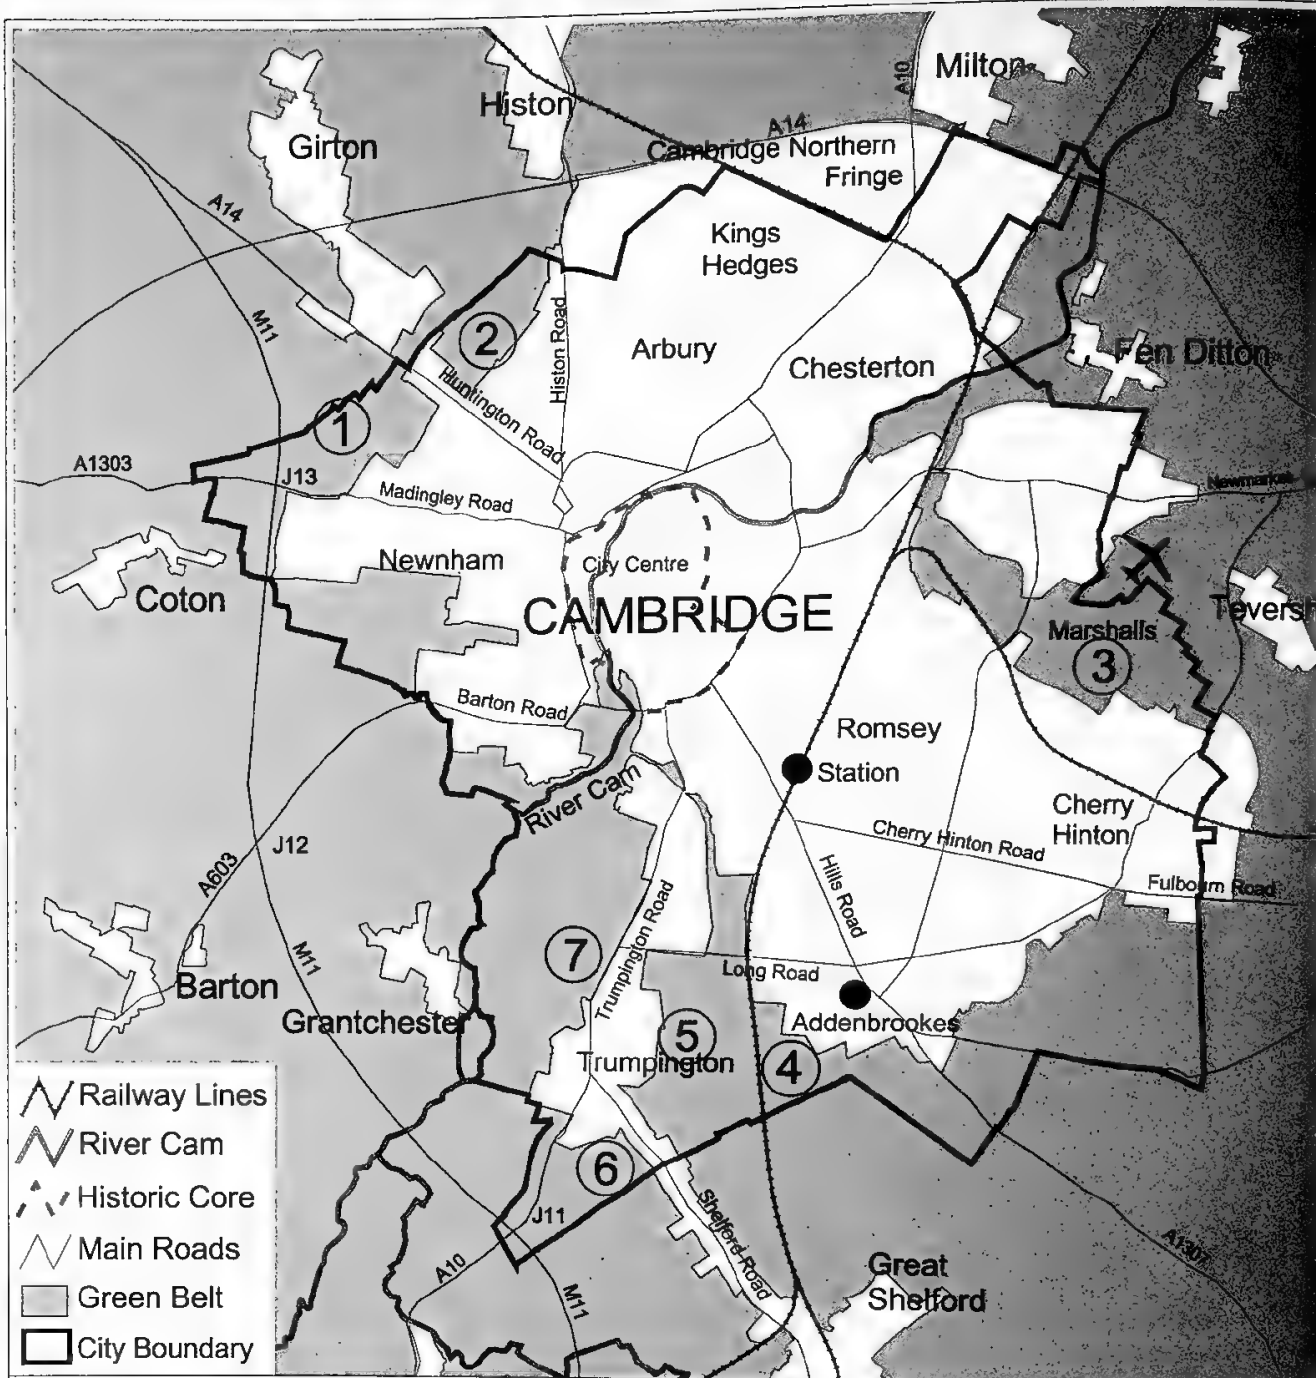 Milton
A10
Histon
A14
Girton
Cambridge Northern
Fringe
A14
Kings
Hedges
M11
Histon Road
2
Arbury
Chesterton
Fen Ditton
Huntington Road
1
A1303
J13
Madingley Road
Newmarket
Newnham
City Centre
Coton
CAMBRIDGE
Marshalls
3
Barton Road
Romsey
Station
River Cam
Cherry
Hinton
Cherry Hinton Road
J12
A603
Hills Road
Fulbourn Road
Trumpington Road
7
M11
Long Road
Barton
Grantchester
Addenbrookes
5
Trumpington
4
6
Shelford Road
J11
A10
M11
A1307
Great
Shelford
Railway Lines
River Cam
Historic Core
Main Roads
Green Belt
City Boundary